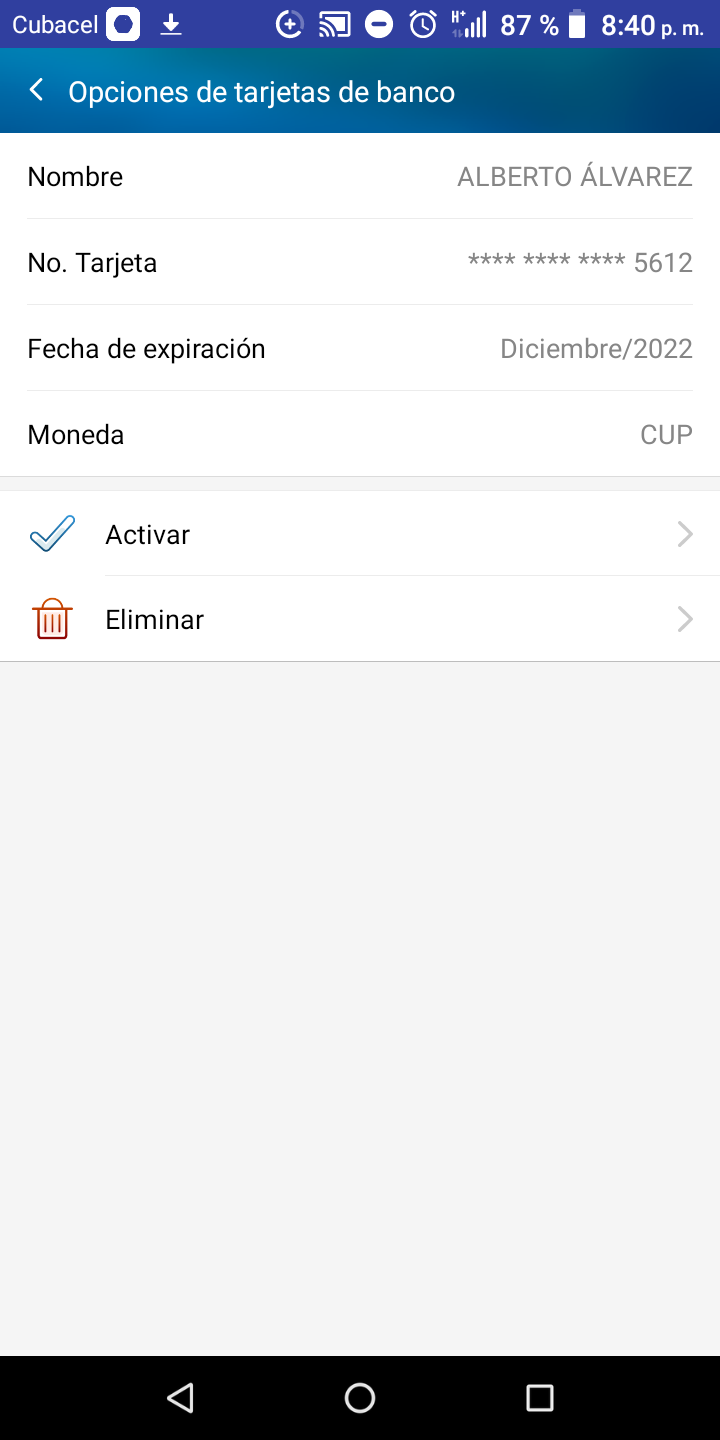 Cubacel 87 % 8:40 p. m.
Opciones de tarjetas de banco
Nombre ALBERTO ÁLVAREZ
No. Tarjeta **** **** **** 5612
Fecha de expiración Diciembre/2022
Moneda CUP
Activar
Eliminar